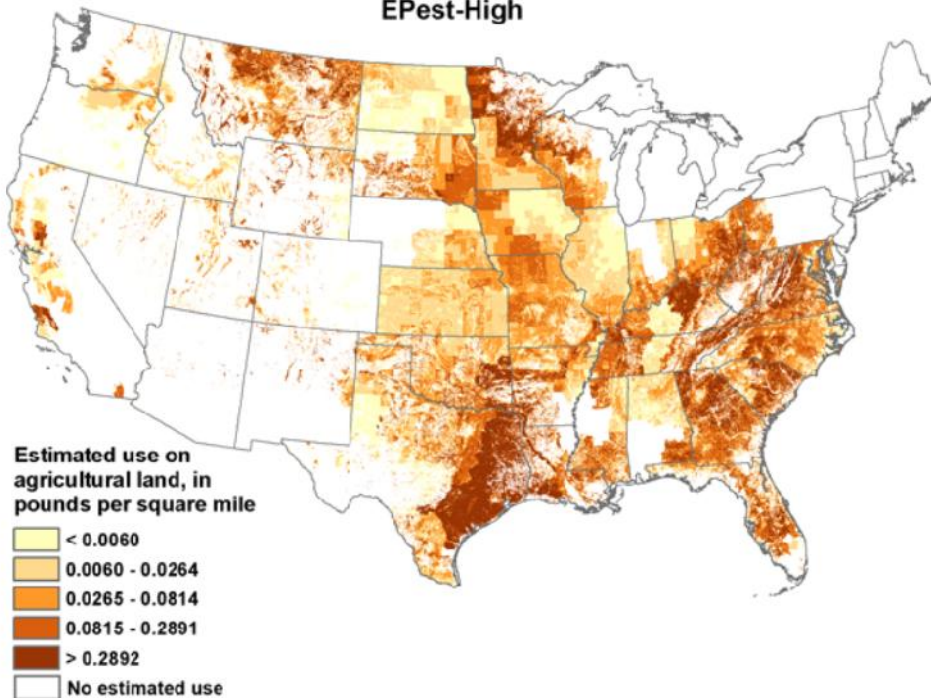 EPest-High
Estimated use on
agricultural land, in
pounds per square mile
< 0.0060
0.0060 - 0.0264
0.0265 - 0.0814
0.0815 - 0.2891
> 0.2892
No estimated use